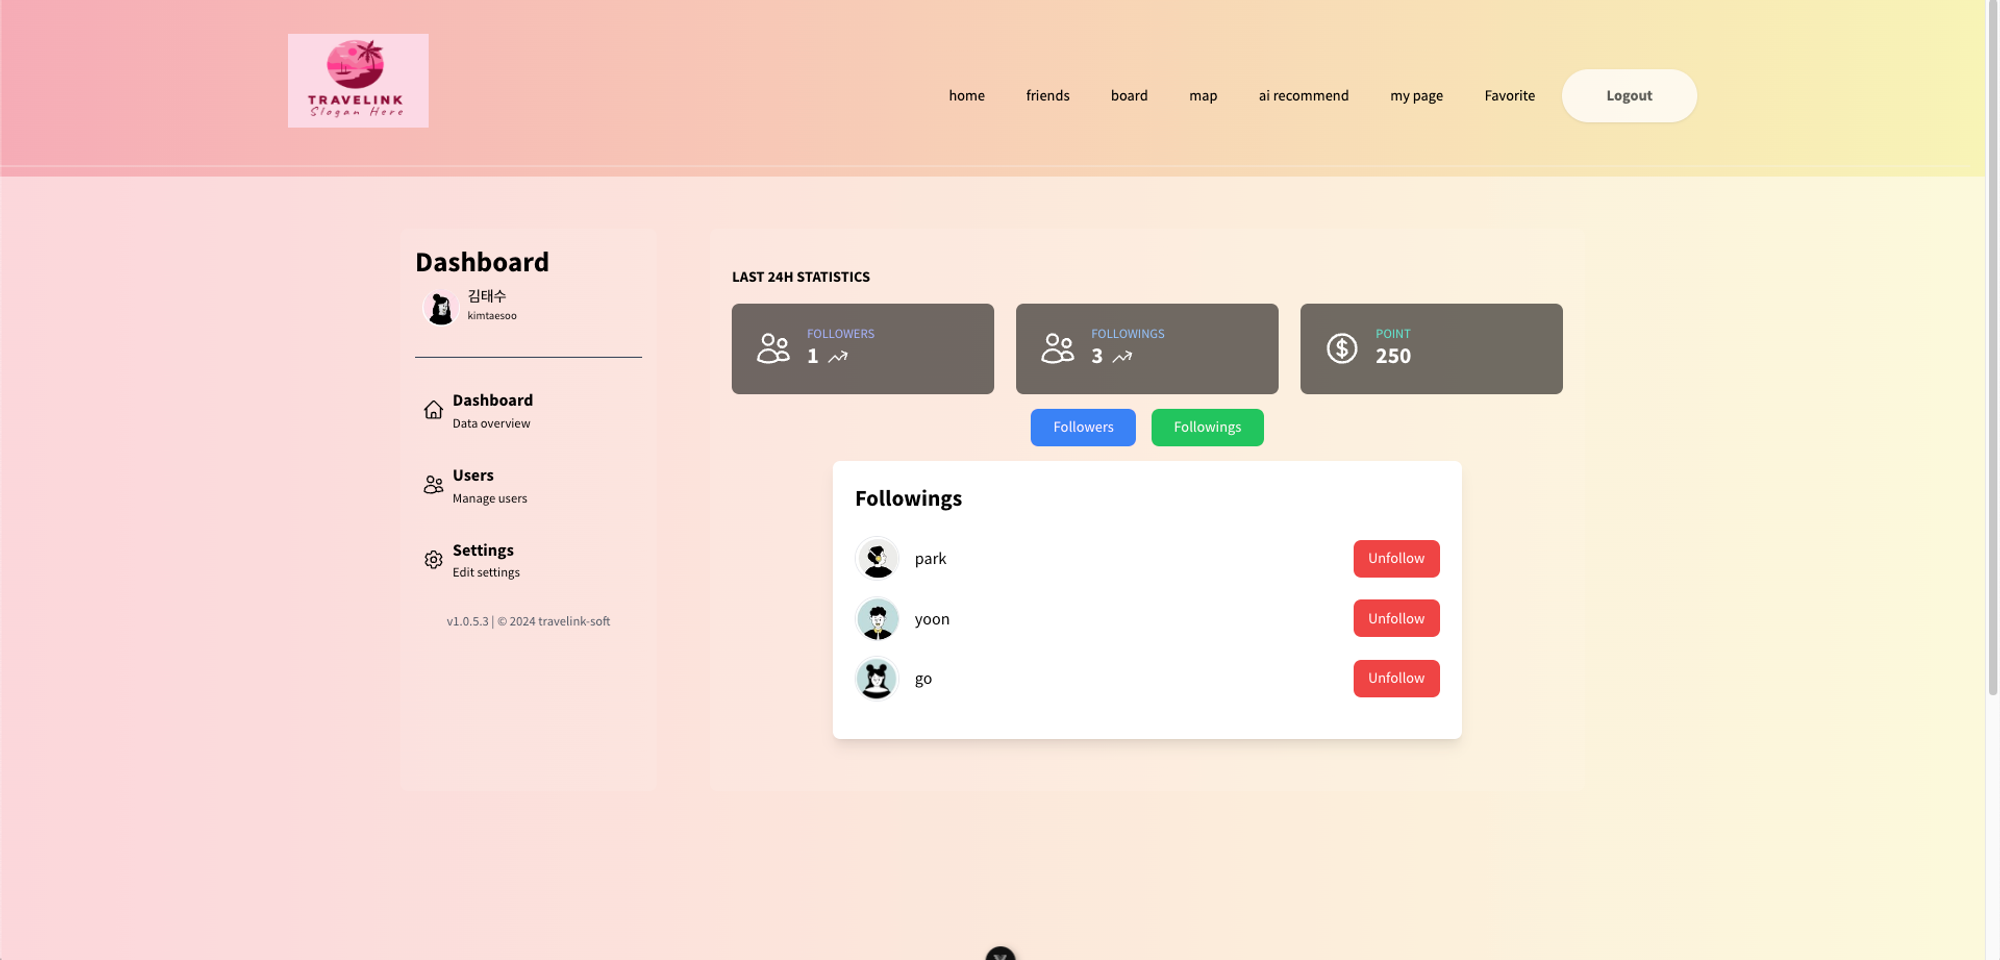 TRAVELINK
Slogan Here
home friends board map ai recommend my page Favorite Logout
Dashboard
김태수
kimtaesoo
Dashboard
Data overview
Users
Manage users
Settings
Edit settings
v1.0.5.3 | © 2024 travelink-soft
LAST 24H STATISTICS
FOLLOWERS
1
FOLLOWINGS
3
POINT
250
Followers Followings
Followings
park Unfollow
yoon Unfollow
go Unfollow